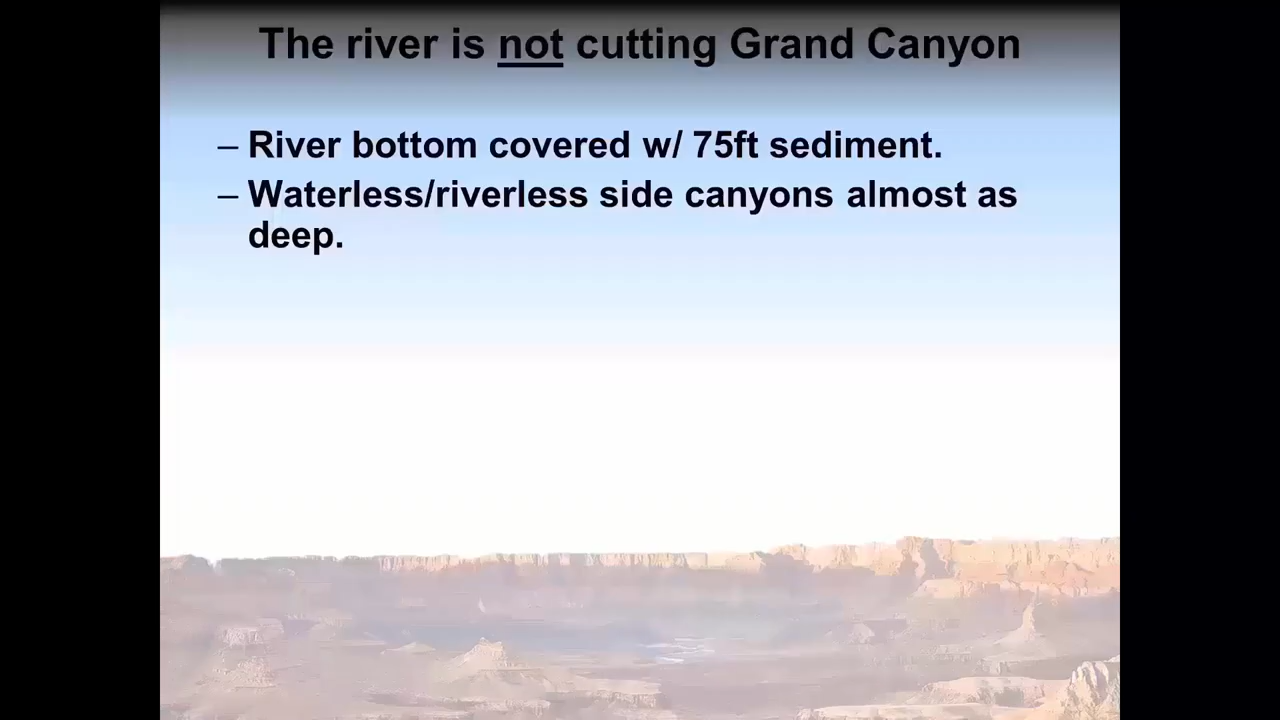 The river is not cutting Grand Canyon
– River bottom covered w/ 75ft sediment.
– Waterless/riverless side canyons almost as
deep.